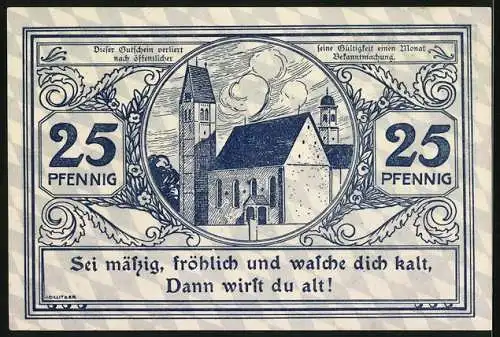 Dieser Gutschein verliert seine Gültigkeit einen Monat
nach öffentlicher Bekanntmachung.
25 25
PFENNIG PFENNIG
Sei mäßig, fröhlich und wasche dich kalt,
Dann wirst du alt!